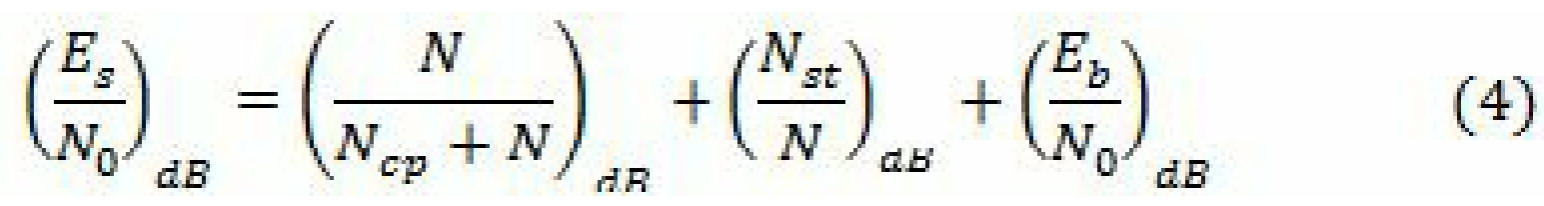 (E_s/N_0)_dB = (N/(N_cp + N))_dB + (N_st/N)_dB + (E_b/N_0)_dB (4)